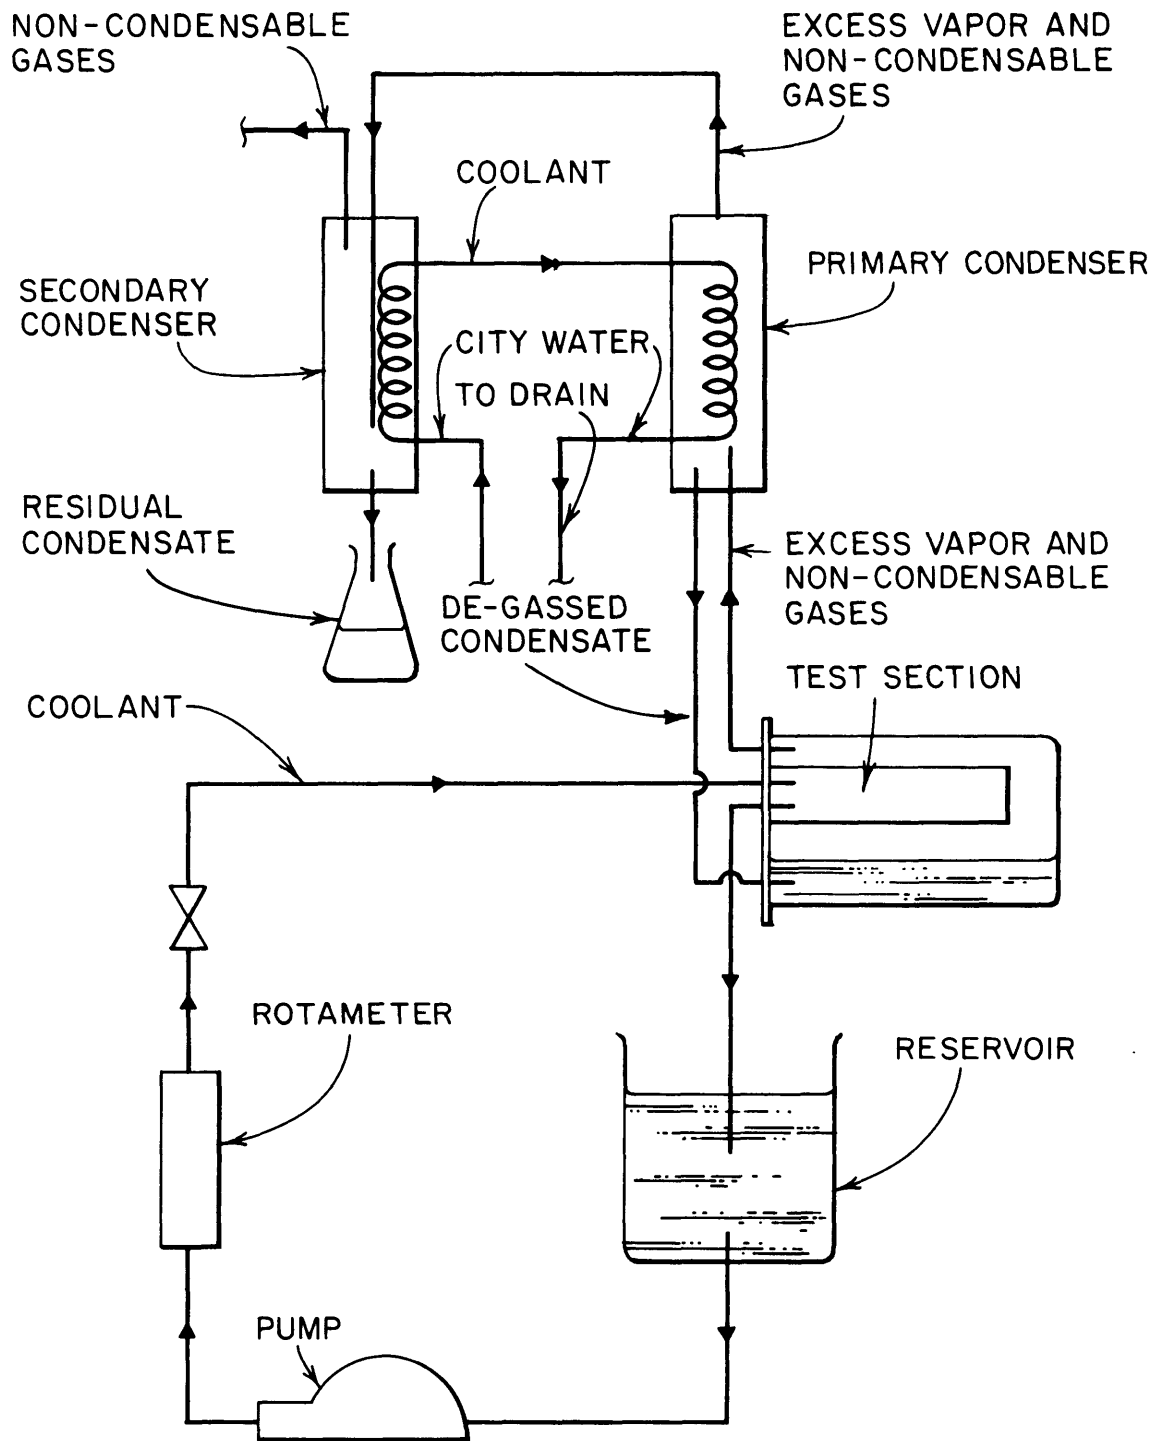 NON-CONDENSABLE
GASES
EXCESS VAPOR AND
NON-CONDENSABLE
GASES
COOLANT
PRIMARY CONDENSER
SECONDARY
CONDENSER
CITY WATER
TO DRAIN
RESIDUAL
CONDENSATE
EXCESS VAPOR AND
NON-CONDENSABLE
GASES
DE-GASSED
CONDENSATE
TEST SECTION
COOLANT
ROTAMETER
RESERVOIR
PUMP